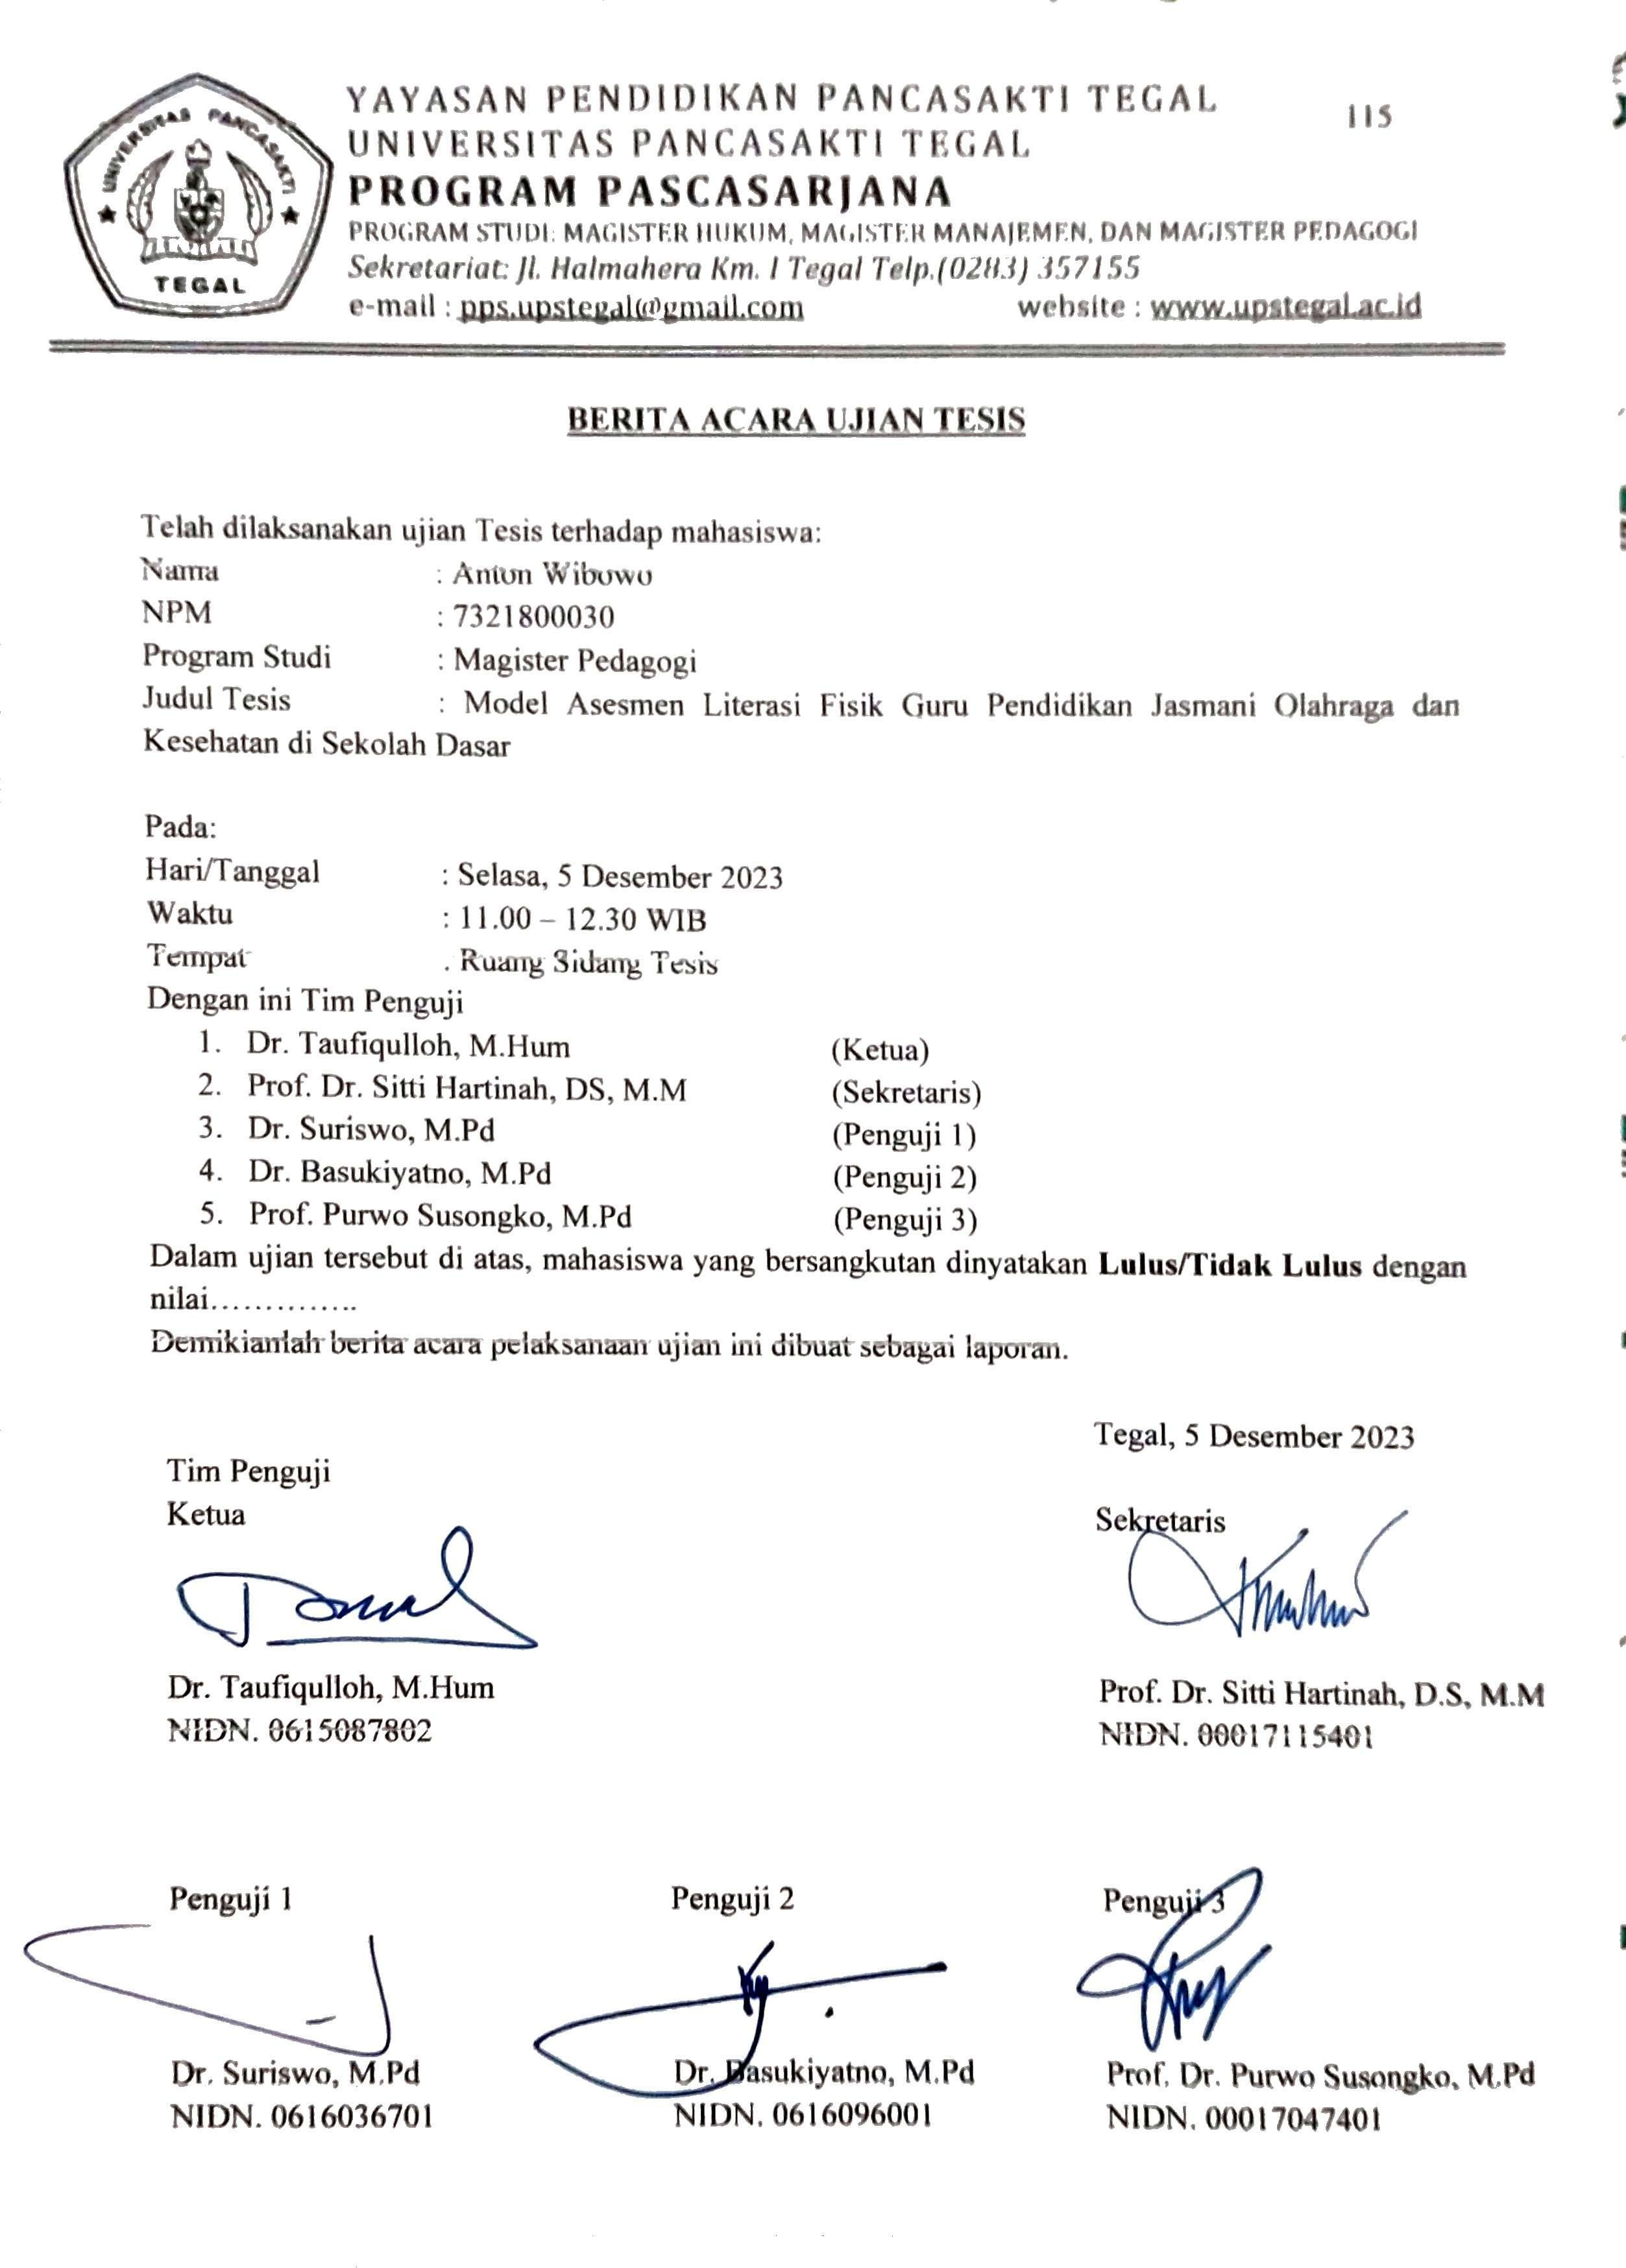 YAYASAN PENDIDIKAN PANCASAKTI TEGAL
115
UNIVERSITAS PANCASAKTI TEGAL
PROGRAM PASCASARJANA
PROGRAM STUDI: MAGISTER HUKUM, MAGISTER MANAJEMEN, DAN MAGISTER PEDAGOGI
Sekretariat: Jl. Halmahera Km. 1 Tegal Telp.(0283) 357155
e-mail : pps.upstegal@gmail.com website : www.upstegal.ac.id
UNIVERSITAS PANCASAKTI
TEGAL
BERITA ACARA UJIAN TESIS
Telah dilaksanakan ujian Tesis terhadap mahasiswa:
Nama : Anton Wibowo
NPM : 7321800030
Program Studi : Magister Pedagogi
Judul Tesis : Model Asesmen Literasi Fisik Guru Pendidikan Jasmani Olahraga dan
Kesehatan di Sekolah Dasar
Pada:
Hari/Tanggal : Selasa, 5 Desember 2023
Waktu : 11.00 – 12.30 WIB
Tempat : Ruang Sidang Tesis
Dengan ini Tim Penguji
1. Dr. Taufiqulloh, M.Hum (Ketua)
2. Prof. Dr. Sitti Hartinah, DS, M.M (Sekretaris)
3. Dr. Suriswo, M.Pd (Penguji 1)
4. Dr. Basukiyatno, M.Pd (Penguji 2)
5. Prof. Purwo Susongko, M.Pd (Penguji 3)
Dalam ujian tersebut di atas, mahasiswa yang bersangkutan dinyatakan Lulus/Tidak Lulus dengan
nilai..............
Demikianlah berita acara pelaksanaan ujian ini dibuat sebagai laporan.
Tegal, 5 Desember 2023
Tim Penguji
Ketua Sekretaris
Dr. Taufiqulloh, M.Hum Prof. Dr. Sitti Hartinah, D.S, M.M
NIDN. 0615087802 NIDN. 00017115401
Penguji 1 Penguji 2 Penguji 3
Dr. Suriswo, M.Pd Dr. Basukiyatno, M.Pd Prof. Dr. Purwo Susongko, M.Pd
NIDN. 0616036701 NIDN. 0616096001 NIDN. 00017047401